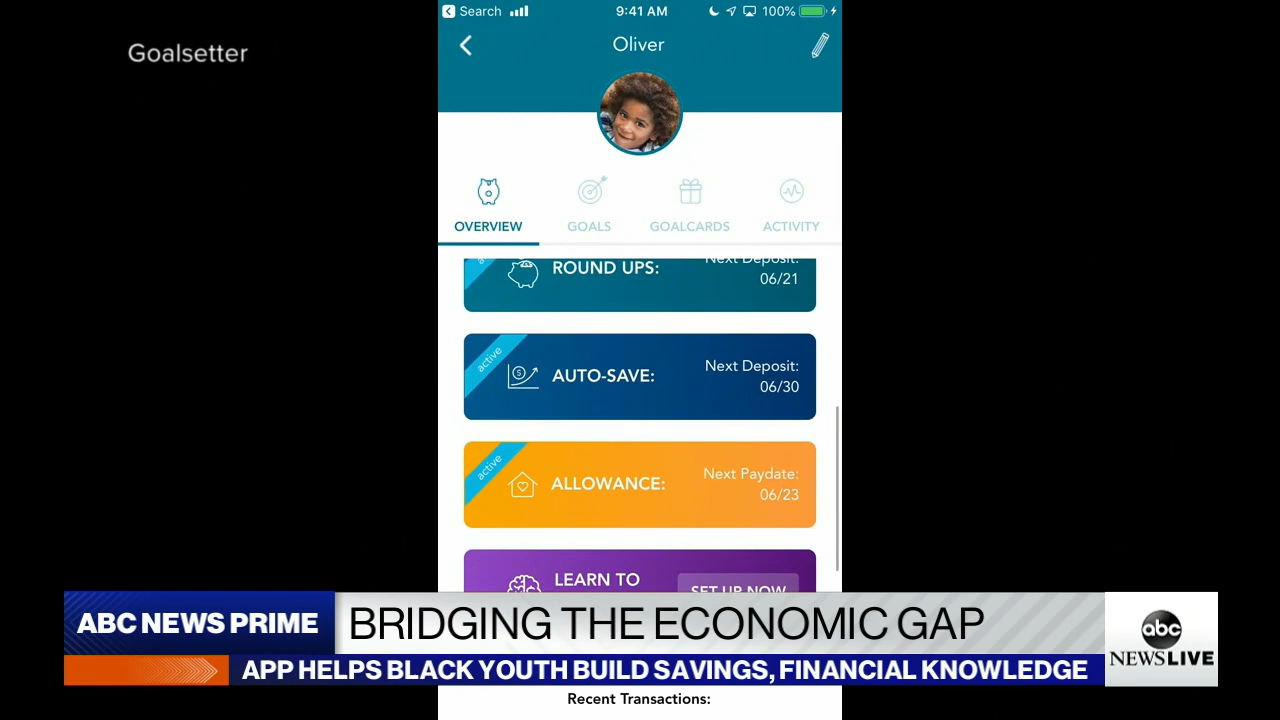 Search
9:41 AM
100%
Oliver
Goalsetter
OVERVIEW
GOALS
GOALCARDS
ACTIVITY
active
ROUND UPS:
Next Deposit:
06/21
active
AUTO-SAVE:
Next Deposit:
06/30
active
ALLOWANCE:
Next Paydate:
06/23
LEARN TO
SET UP NOW
ABC NEWS PRIME
BRIDGING THE ECONOMIC GAP
APP HELPS BLACK YOUTH BUILD SAVINGS, FINANCIAL KNOWLEDGE
abc
NEWSLIVE
Recent Transactions: